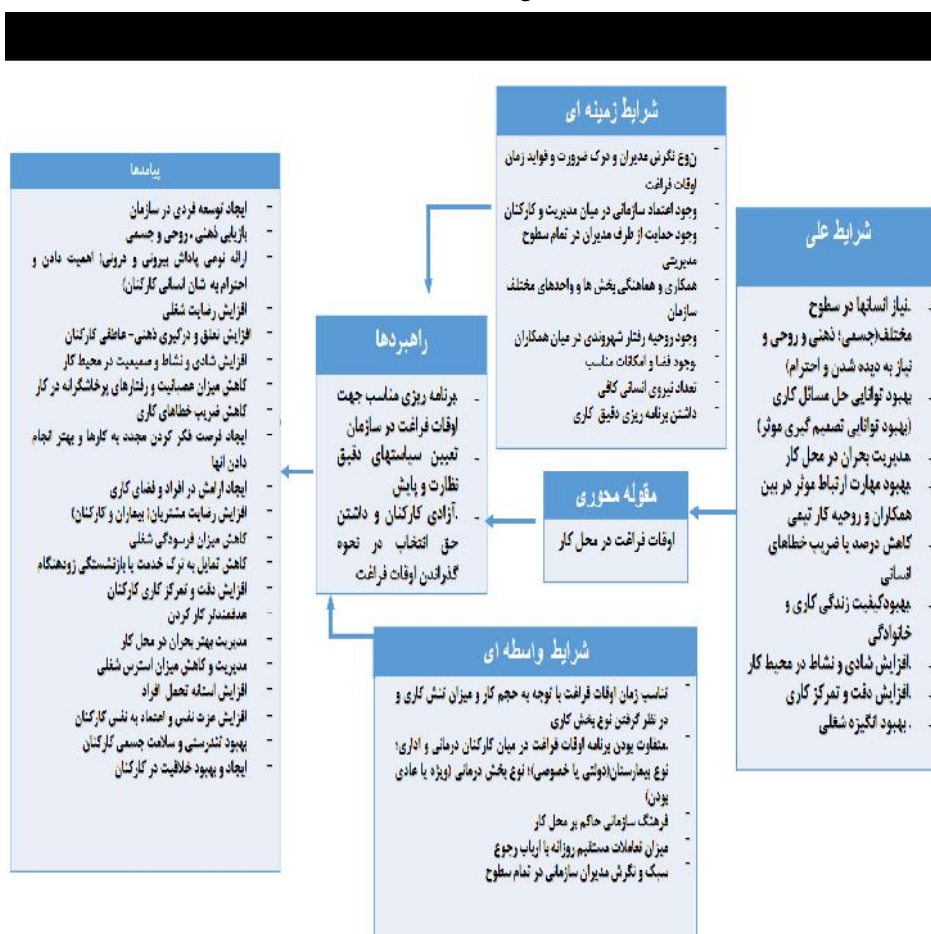 شرایط زمینه ای
- نوع نگرش مدیران و درک ضرورت و فواید زمان
اوقات فراغت
- وجود اعتماد سازمانی در میان مدیریت و کارکنان
- وجود حمایت از طرف مدیران در تمام سطوح
مدیریتی
- همکاری و هماهنگی بخش ها و واحدهای مختلف
سازمان
- وجود روحیه رفتار شهروندی در میان همکاران
- .وجود فضا و امکانات مناسب
- تعداد نیروی انسانی کافی
- داشتن برنامه ریزی دقیق کاری
شرایط علی
- .نیاز انسانها در سطوح
مختلف(جسمی؛ ذهنی و روحی و
نیاز به دیده شدن و احترام)
- بهبود توانایی حل مسائل کاری
(بهبود توانایی تصمیم گیری موثر)
- .مدیریت بحران در محل کار
- .بهبود مهارت ارتباط موثر در بین
همکاران و روحیه کار تیمی
- کاهش درصد یا ضریب خطاهای
انسانی
- .بهبودکیفیت زندگی کاری و
خانوادگی
- .افزایش شادی و نشاط در محیط کار
- .افزایش دقت و تمرکز کاری
- . بهبود انگیزه شغلی
مقوله محوری
اوقات فراغت در محل کار
راهبردها
- .برنامه ریزی مناسب جهت
اوقات فراغت در سازمان
- تعیین سیاستهای دقیق
نظارت و پایش
- .آزادی کارکنان و داشتن
حق انتخاب در نحوه
گذراندن اوقات فراغت
شرایط واسطه ای
- تناسب زمان اوقات فراغت با توجه به حجم کار و میزان تنش کاری و
در نظر گرفتن نوع بخش کاری
- .متفاوت بودن برنامه اوقات فراغت در میان کارکنان درمانی و اداری؛
نوع بیمارستان(دولتی یا خصوصی)؛ نوع بخش درمانی (ویژه یا عادی
بودن)
- فرهنگ سازمانی حاکم بر محل کار
- میزان تعاملات مستقیم روزانه با ارباب رجوع
- سبک و نگرش مدیران سازمانی در تمام سطوح
پیامدها
- ایجاد توسعه فردی در سازمان
- بازیابی ذهنی ، روحی و جسمی
- ارائه نوعی پاداش بیرونی و درونی( اهمیت دادن و
احترام به شان انسانی کارکنان)
- افزایش رضایت شغلی
- افزایش تعلق و درگیری ذهنی- عاطفی کارکنان
- افزایش شادی و نشاط و صمیمیت در محیط کار
- کاهش میزان عصبانیت و رفتارهای پرخاشگرانه در کار
- کاهش ضریب خطاهای کاری
- ایجاد فرصت فکر کردن مجدد به کارها و بهتر انجام
دادن انها
- ایجاد ارامش در افراد و فضای کاری
- افزایش رضایت مشتریان( بیماران و کارکنان)
- کاهش میزان فرسودگی شغلی
- کاهش تمایل به ترک خدمت یا بازنشستگی زودهنگام
- افزایش دقت و تمرکز کاری کارکنان
- هدفمندتر کار کردن
- مدیریت بهتر بحران در محل کار
- مدیریت و کاهش میزان استرس شغلی
- افزایش استانه تحمل افراد
- افزایش عزت نفس و اعتماد به نفس کارکنان
- بهبود تندرستی و سلامت جسمی کارکنان
- ایجاد و بهبود خلاقیت در کارکنان